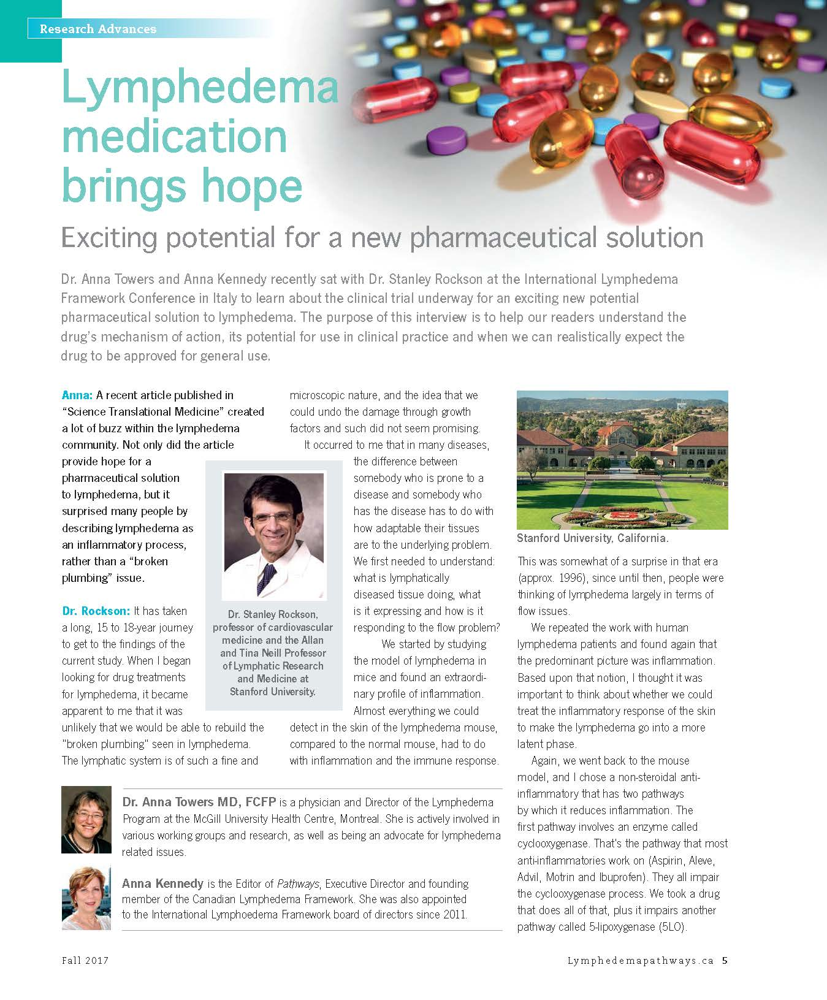 Research Advances
Lymphedema
medication
brings hope
Exciting potential for a new pharmaceutical solution
Dr. Anna Towers and Anna Kennedy recently sat with Dr. Stanley Rockson at the International Lymphedema
Framework Conference in Italy to learn about the clinical trial underway for an exciting new potential
pharmaceutical solution to lymphedema. The purpose of this interview is to help our readers understand the
drug's mechanism of action, its potential for use in clinical practice and when we can realistically expect the
drug to be approved for general use.
Anna: A recent article published in
“Science Translational Medicine” created
a lot of buzz within the lymphedema
community. Not only did the article
provide hope for a
pharmaceutical solution
to lymphedema, but it
surprised many people by
describing lymphedema as
an inflammatory process,
rather than a “broken
plumbing” issue.
Dr. Rockson: It has taken
a long, 15 to 18-year journey
to get to the findings of the
current study. When I began
looking for drug treatments
for lymphedema, it became
apparent to me that it was
unlikely that we would be able to rebuild the
"broken plumbing" seen in lymphedema.
The lymphatic system is of such a fine and
Dr. Stanley Rockson,
professor of cardiovascular
medicine and the Allan
and Tina Neill Professor
of Lymphatic Research
and Medicine at
Stanford University.
microscopic nature, and the idea that we
could undo the damage through growth
factors and such did not seem promising.
It occurred to me that in many diseases,
the difference between
somebody who is prone to a
disease and somebody who
has the disease has to do with
how adaptable their tissues
are to the underlying problem.
We first needed to understand:
what is lymphatically
diseased tissue doing, what
is it expressing and how is it
responding to the flow problem?
We started by studying
the model of lymphedema in
mice and found an extraordi-
nary profile of inflammation.
Almost everything we could
detect in the skin of the lymphedema mouse,
compared to the normal mouse, had to do
with inflammation and the immune response.
Stanford University, California.
This was somewhat of a surprise in that era
(approx. 1996), since until then, people were
thinking of lymphedema largely in terms of
flow issues.
We repeated the work with human
lymphedema patients and found again that
the predominant picture was inflammation.
Based upon that notion, I thought it was
important to think about whether we could
treat the inflammatory response of the skin
to make the lymphedema go into a more
latent phase.
Again, we went back to the mouse
model, and I chose a non-steroidal anti-
inflammatory that has two pathways
by which it reduces inflammation. The
first pathway involves an enzyme called
cyclooxygenase. That's the pathway that most
anti-inflammatories work on (Aspirin, Aleve,
Advil, Motrin and Ibuprofen). They all impair
the cyclooxygenase process. We took a drug
that does all of that, plus it impairs another
pathway called 5-lipoxygenase (5LO).
Dr. Anna Towers MD, FCFP is a physician and Director of the Lymphedema
Program at the McGill University Health Centre, Montreal. She is actively involved in
various working groups and research, as well as being an advocate for lymphedema
related issues.
Anna Kennedy is the Editor of Pathways, Executive Director and founding
member of the Canadian Lymphedema Framework. She was also appointed
to the International Lymphoedema Framework board of directors since 2011.
Fall 2017
Lymphedemapathways.ca 5